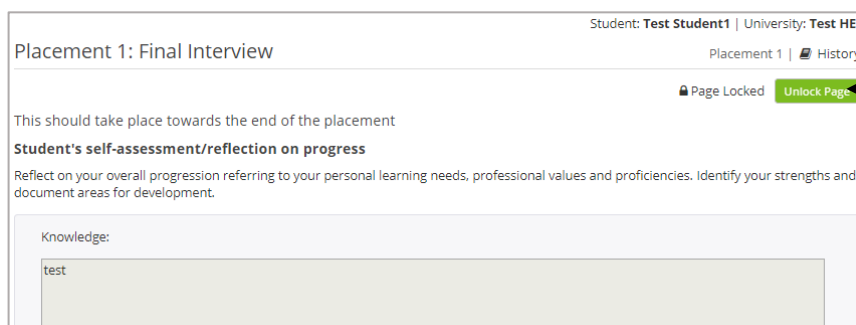 Student: Test Student1 | University: Test HE
Placement 1: Final Interview
Placement 1 | History
Page Locked Unlock Page
This should take place towards the end of the placement
Student's self-assessment/reflection on progress
Reflect on your overall progression referring to your personal learning needs, professional values and proficiencies. Identify your strengths and
document areas for development.
Knowledge:
test